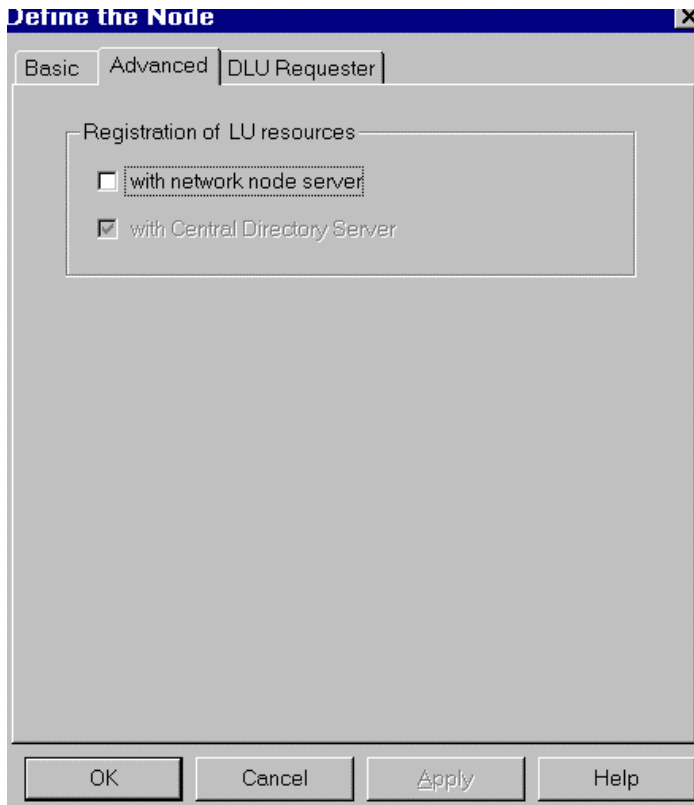 Define the Node
Basic Advanced DLU Requester
Registration of LU resources
with network node server
with Central Directory Server
OK Cancel Apply Help